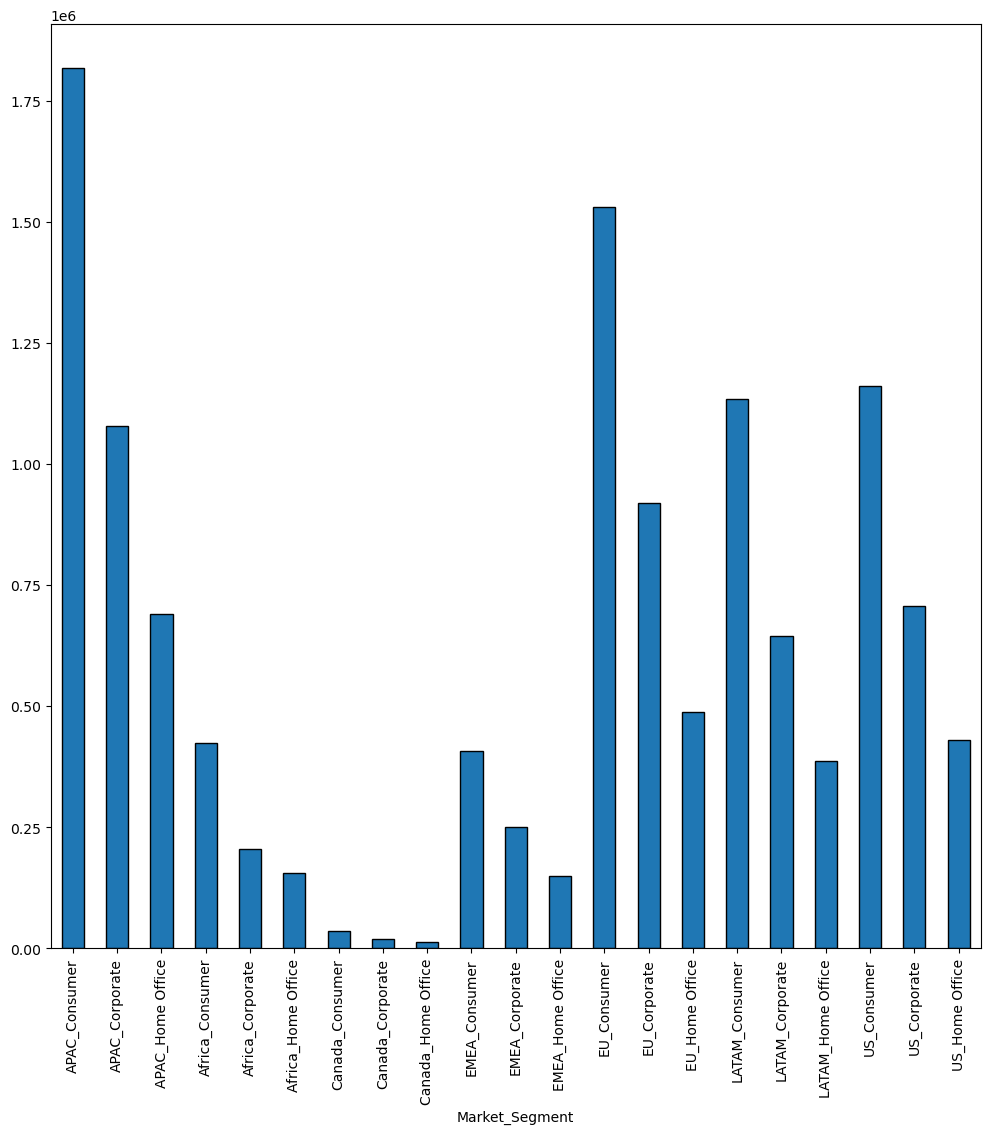 1e6
1.75
1.50
1.25
1.00
0.75
0.50
0.25
0.00
APAC_Consumer
APAC_Corporate
APAC_Home Office
Africa_Consumer
Africa_Corporate
Africa_Home Office
Canada_Consumer
Canada_Corporate
Canada_Home Office
EMEA_Consumer
EMEA_Corporate
EMEA_Home Office
EU_Consumer
EU_Corporate
EU_Home Office
LATAM_Consumer
LATAM_Corporate
LATAM_Home Office
US_Consumer
US_Corporate
US_Home Office
Market_Segment